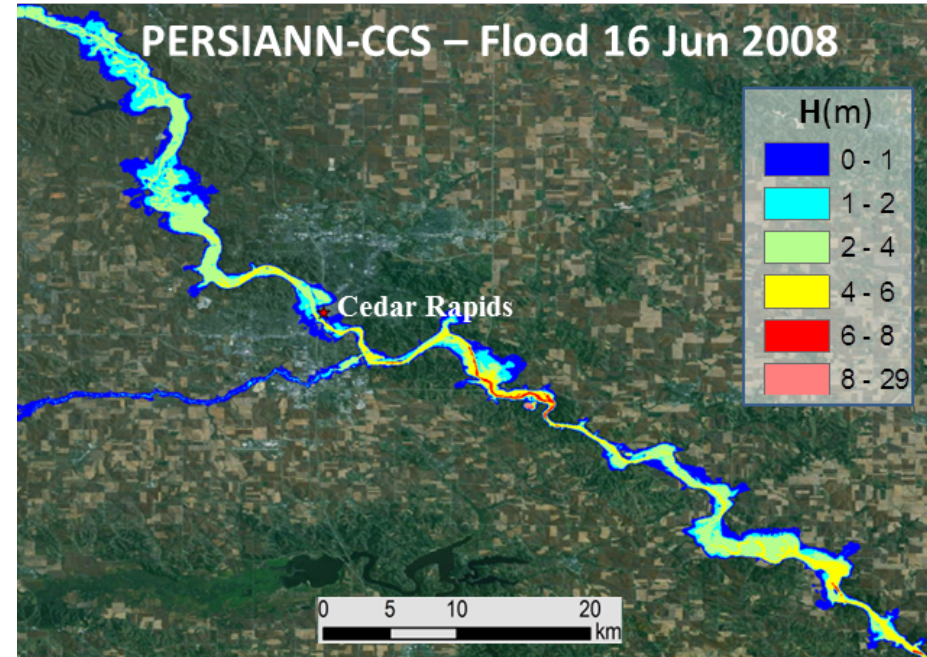 PERSIANN-CCS – Flood 16 Jun 2008
H(m)
0 - 1
1 - 2
2 - 4
4 - 6
6 - 8
8 - 29
Cedar Rapids
0 5 10 20
km